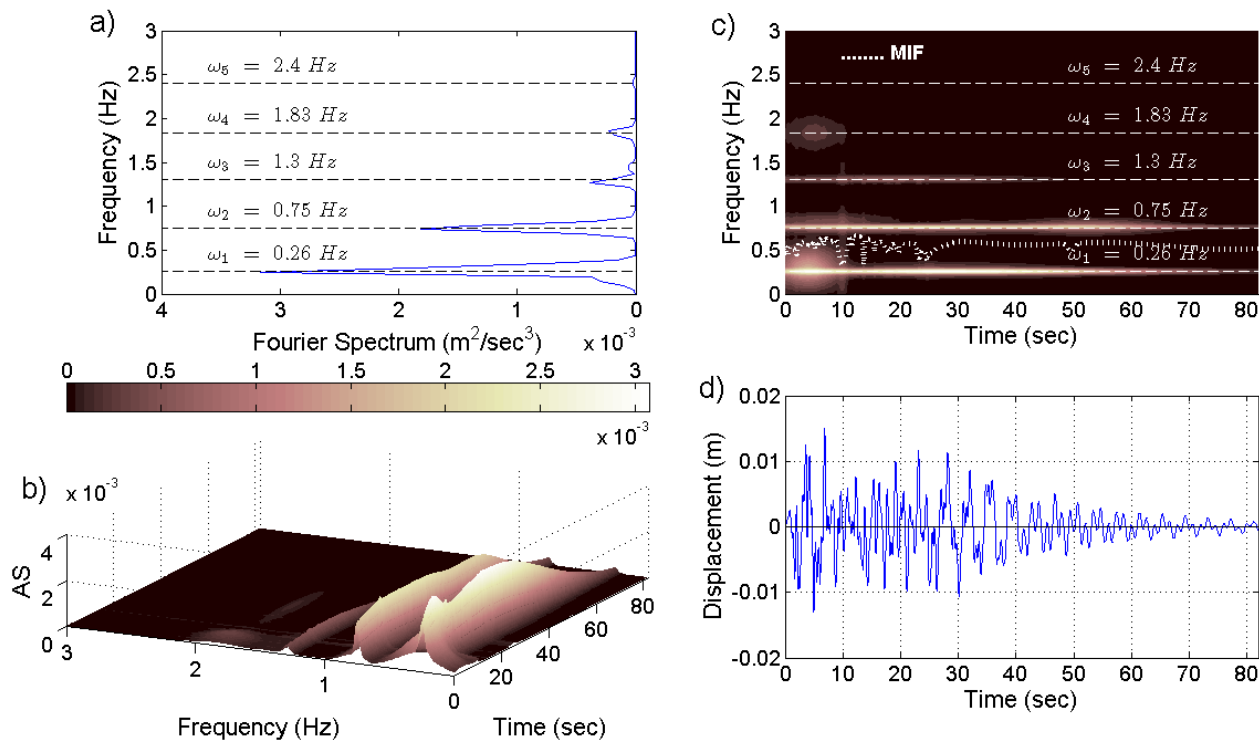 a)
3
2.5
2
1.5
1
0.5
0
Frequency (Hz)
ω5 = 2.4 Hz
ω4 = 1.83 Hz
ω3 = 1.3 Hz
ω2 = 0.75 Hz
ω1 = 0.26 Hz
4 3 2 1 0
Fourier Spectrum (m²/sec³) x 10⁻³
0 0.5 1 1.5 2 2.5 3
x 10⁻³
b)
x 10⁻³
4
2
0
AS
3 2 1 0
Frequency (Hz)
20 40 60 80
Time (sec)
c)
3
2.5
2
1.5
1
0.5
0
Frequency (Hz)
MIF
ω5 = 2.4 Hz
ω4 = 1.83 Hz
ω3 = 1.3 Hz
ω2 = 0.75 Hz
ω1 = 0.26 Hz
0 10 20 30 40 50 60 70 80
Time (sec)
d)
0.02
0.01
0
-0.01
-0.02
Displacement (m)
0 10 20 30 40 50 60 70 80
Time (sec)